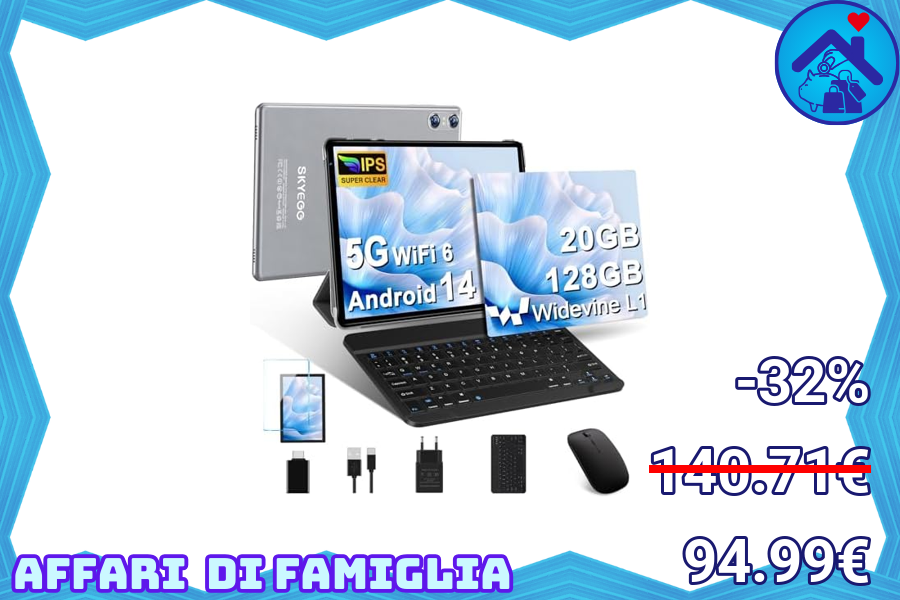 SKYEGG
IPS
SUPER CLEAR
5G WiFi 6
Android 14
20GB
128GB
Widevine L1
-32%
140.71€
94.99€
AFFARI DI FAMIGLIA